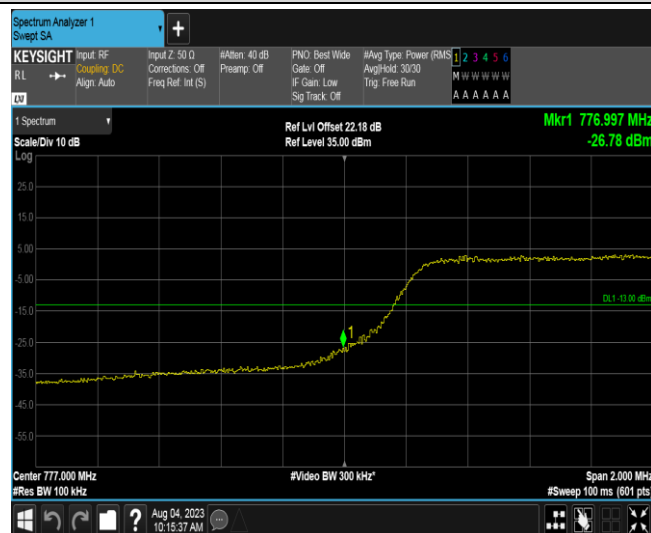 Spectrum Analyzer 1
Swept SA
+
KEYSIGHT
RL
LXI
Input: RF
Coupling: DC
Align: Auto
Input Z: 50 Ω
Corrections: Off
Freq Ref: Int (S)
#Atten: 40 dB
Preamp: Off
PNO: Best Wide
Gate: Off
IF Gain: Low
Sig Track: Off
#Avg Type: Power (RMS
Avg|Hold: 30/30
Trig: Free Run
1 2 3 4 5 6
M W W W W W
A A A A A A
1 Spectrum
Scale/Div 10 dB
Log
Ref Lvl Offset 22.18 dB
Ref Level 35.00 dBm
Mkr1 776.997 MHz
-26.78 dBm
25.0
15.0
5.00
-5.00
-15.0
-25.0
-35.0
-45.0
-55.0
DL1 -13.00 dBm
1
Center 777.000 MHz
#Res BW 100 kHz
#Video BW 300 kHz*
Span 2.000 MHz
#Sweep 100 ms (601 pts)
?
Aug 04, 2023
10:15:37 AM